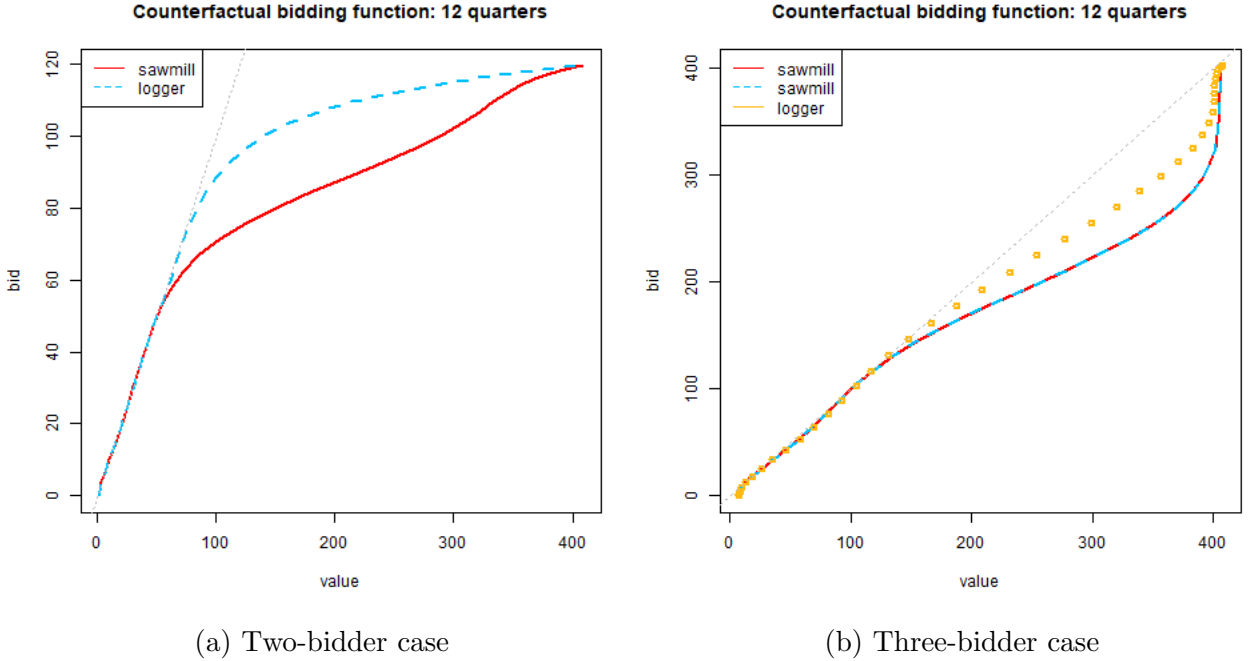 Counterfactual bidding function: 12 quarters
sawmill
logger
120
100
80
60
40
20
0
bid
0 100 200 300 400
value
(a) Two-bidder case
Counterfactual bidding function: 12 quarters
sawmill
sawmill
logger
400
300
200
100
0
bid
0 100 200 300 400
value
(b) Three-bidder case